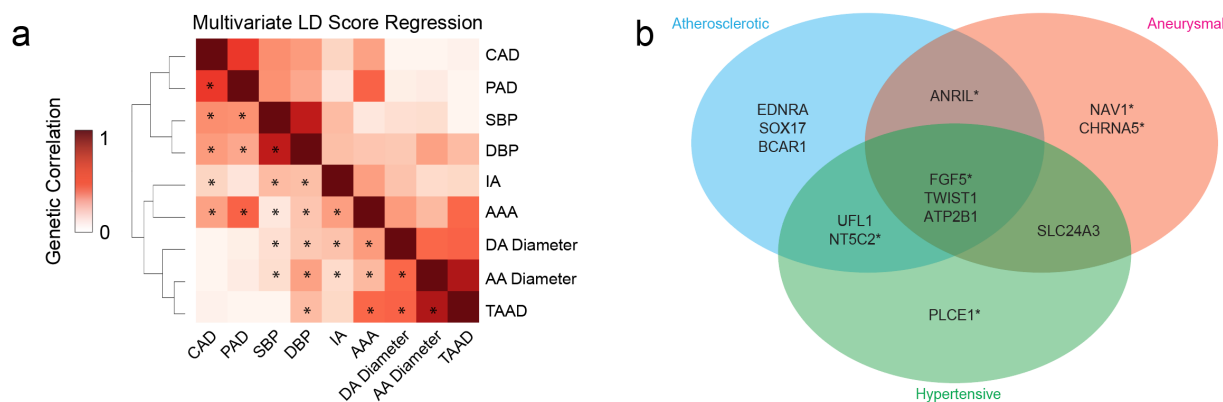 a
Multivariate LD Score Regression
Genetic Correlation
1
0
CAD
PAD
SBP
DBP
IA
AAA
DA Diameter
AA Diameter
TAAD
*
* *
* * *
* * *
* * * * *
* * * *
* * * * *
* * * *
CAD
PAD
SBP
DBP
IA
AAA
DA Diameter
AA Diameter
TAAD
b
Atherosclerotic
Aneurysmal
EDNRA
SOX17
BCAR1
ANRIL*
NAV1*
CHRNA5*
FGF5*
TWIST1
ATP2B1
UFL1
NT5C2*
SLC24A3
PLCE1*
Hypertensive